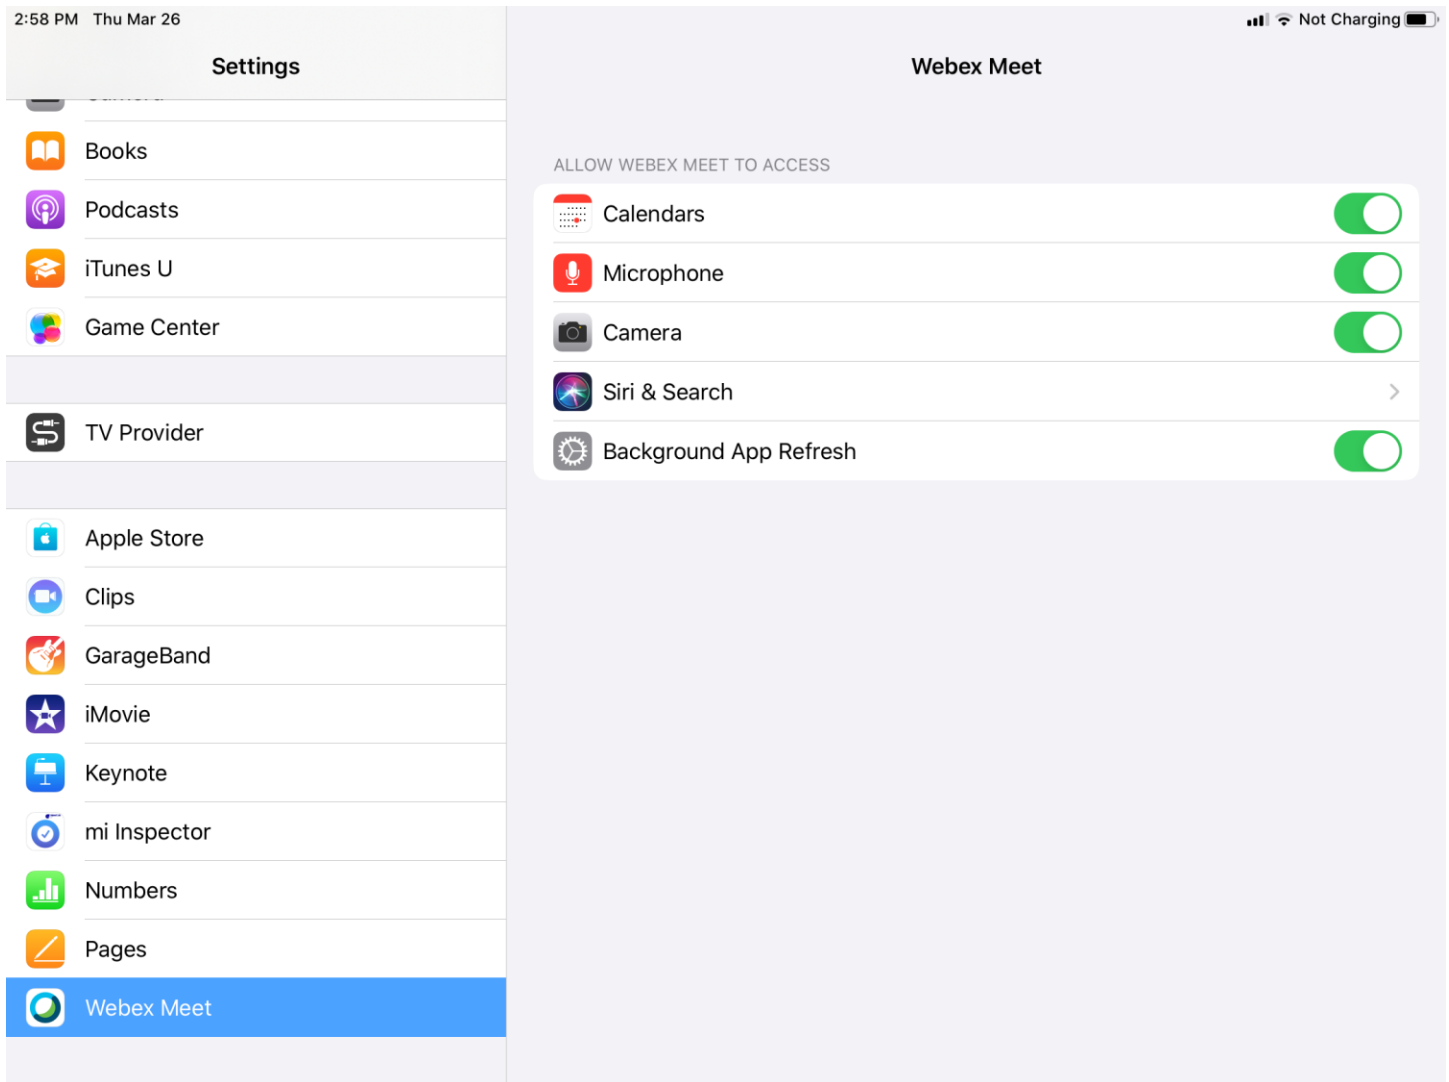 2:58 PM Thu Mar 26
Not Charging
Settings
Webex Meet
Books
Podcasts
iTunes U
Game Center
TV Provider
Apple Store
Clips
GarageBand
iMovie
Keynote
mi Inspector
Numbers
Pages
Webex Meet
ALLOW WEBEX MEET TO ACCESS
Calendars
Microphone
Camera
Siri & Search
Background App Refresh